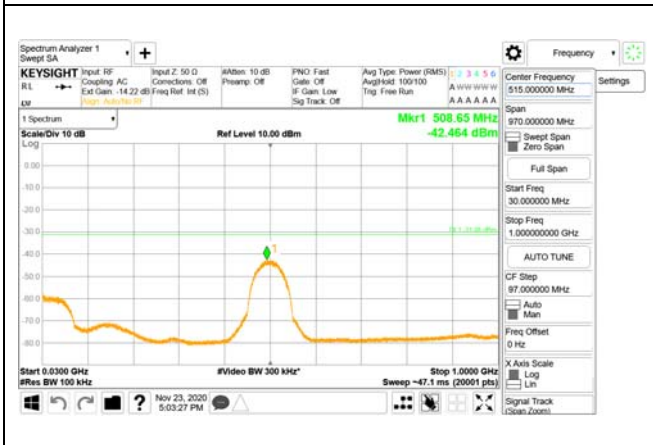 Spectrum Analyzer 1
Swept SA
Frequency
KEYSIGHT
RL
Input: RF
Coupling: AC
Ext Gain: -14.22 dB
Align: Auto/No RF
Input Z: 50 Ω
Corrections: Off
Freq Ref: Int (S)
#Atten: 10 dB
Preamp: Off
PNO: Fast
Gate: Off
IF Gain: Low
Sig Track: Off
Avg Type: Power (RMS)
Avg|Hold: 100/100
Trig: Free Run
1 2 3 4 5 6
A W W W W W
A A A A A A
1 Spectrum
Scale/Div 10 dB
Log
Ref Level 10.00 dBm
Mkr1 508.65 MHz
-42.464 dBm
0.00
-10.0
-20.0
-30.0
-40.0
-50.0
-60.0
-70.0
-80.0
1
Start 0.0300 GHz
#Res BW 100 kHz
#Video BW 300 kHz*
Stop 1.0000 GHz
Sweep ~47.1 ms (20001 pts)
Nov 23, 2020
5:03:27 PM
Center Frequency
515.000000 MHz
Settings
Span
970.000000 MHz
Swept Span
Zero Span
Full Span
Start Freq
30.000000 MHz
Stop Freq
1.000000000 GHz
AUTO TUNE
CF Step
97.000000 MHz
Auto
Man
Freq Offset
0 Hz
X Axis Scale
Log
Lin
Signal Track
(Span Zoom)